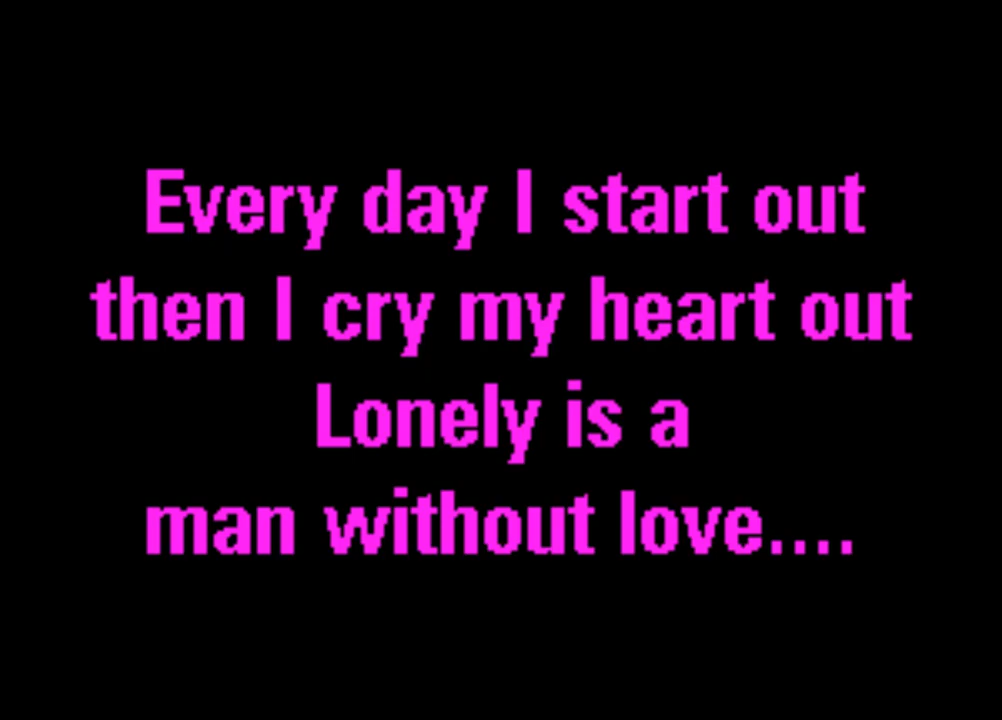 Every day I start out
then I cry my heart out
Lonely is a
man without love....